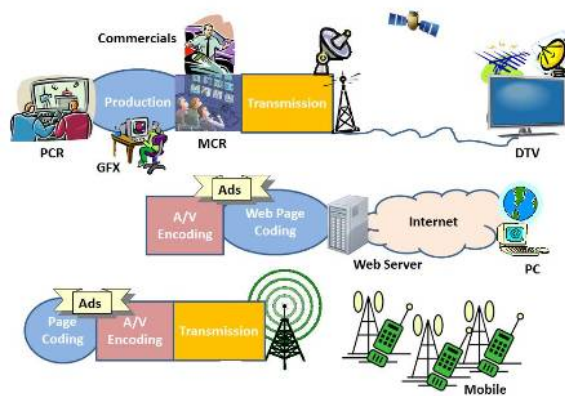 Commercials
Production
Transmission
PCR
GFX
MCR
DTV
Ads
A/V
Encoding
Web Page
Coding
Internet
Web Server
PC
Ads
Page
Coding
A/V
Encoding
Transmission
Mobile